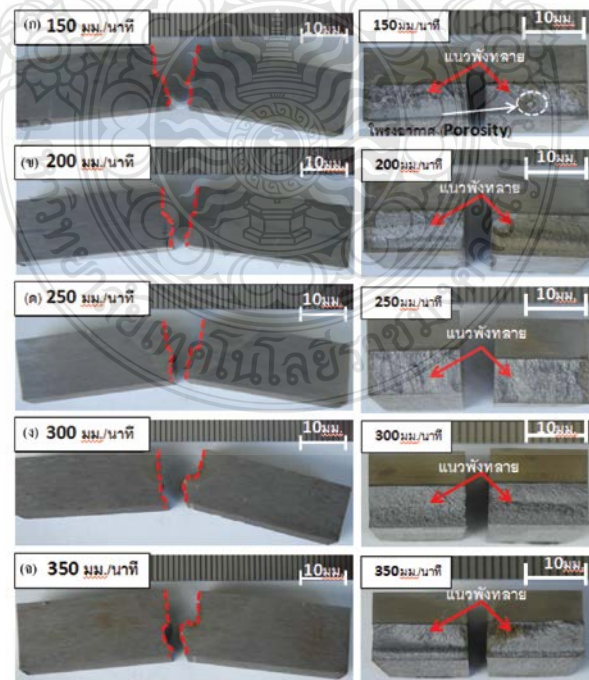 (ก) 150 มม./นาที
10มม.
150มม./นาที
10มม.
แนวพังทลาย
โพรงอากาศ (Porosity)
(ข) 200 มม./นาที
10มม.
200มม./นาที
10มม.
แนวพังทลาย
(ค) 250 มม./นาที
10มม.
250มม./นาที
10มม.
แนวพังทลาย
(ง) 300 มม./นาที
10มม.
300มม./นาที
10มม.
แนวพังทลาย
(จ) 350 มม./นาที
10มม.
350มม./นาที
10มม.
แนวพังทลาย